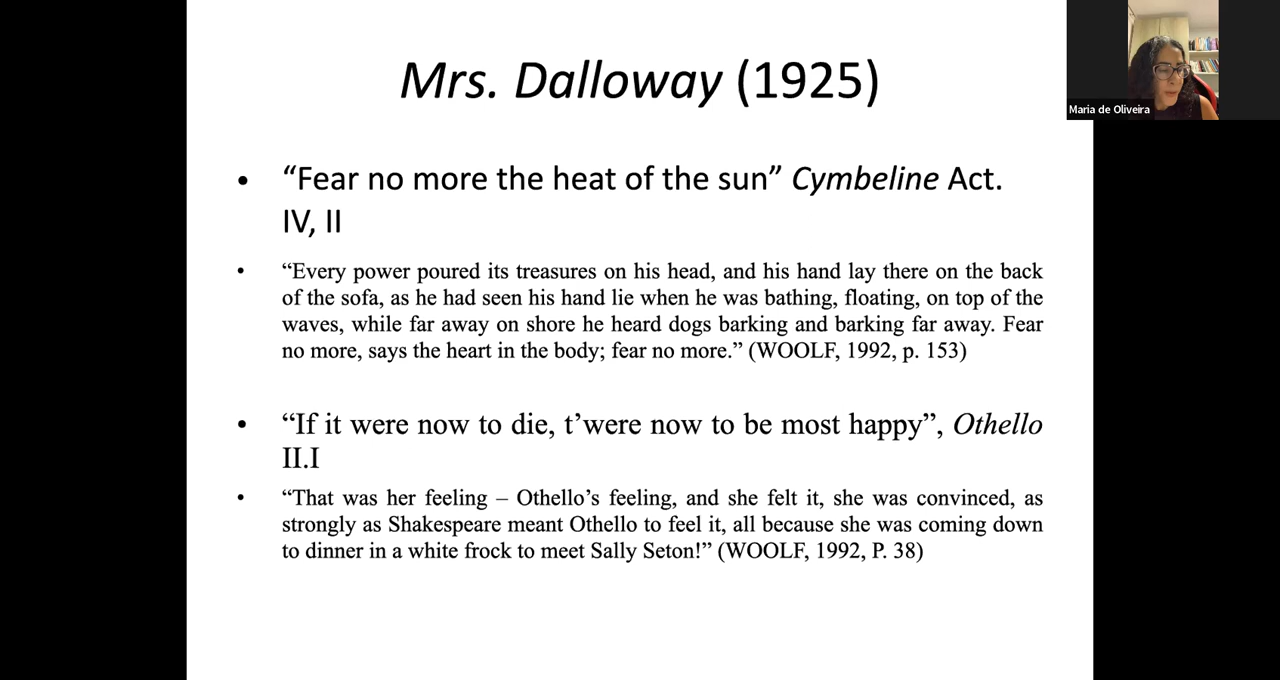 Mrs. Dalloway (1925)
Maria de Oliveira
• “Fear no more the heat of the sun” Cymbeline Act.
IV, II
• “Every power poured its treasures on his head, and his hand lay there on the back
of the sofa, as he had seen his hand lie when he was bathing, floating, on top of the
waves, while far away on shore he heard dogs barking and barking far away. Fear
no more, says the heart in the body; fear no more.” (WOOLF, 1992, p. 153)
• “If it were now to die, t’were now to be most happy”, Othello
II.I
• “That was her feeling – Othello’s feeling, and she felt it, she was convinced, as
strongly as Shakespeare meant Othello to feel it, all because she was coming down
to dinner in a white frock to meet Sally Seton!” (WOOLF, 1992, P. 38)